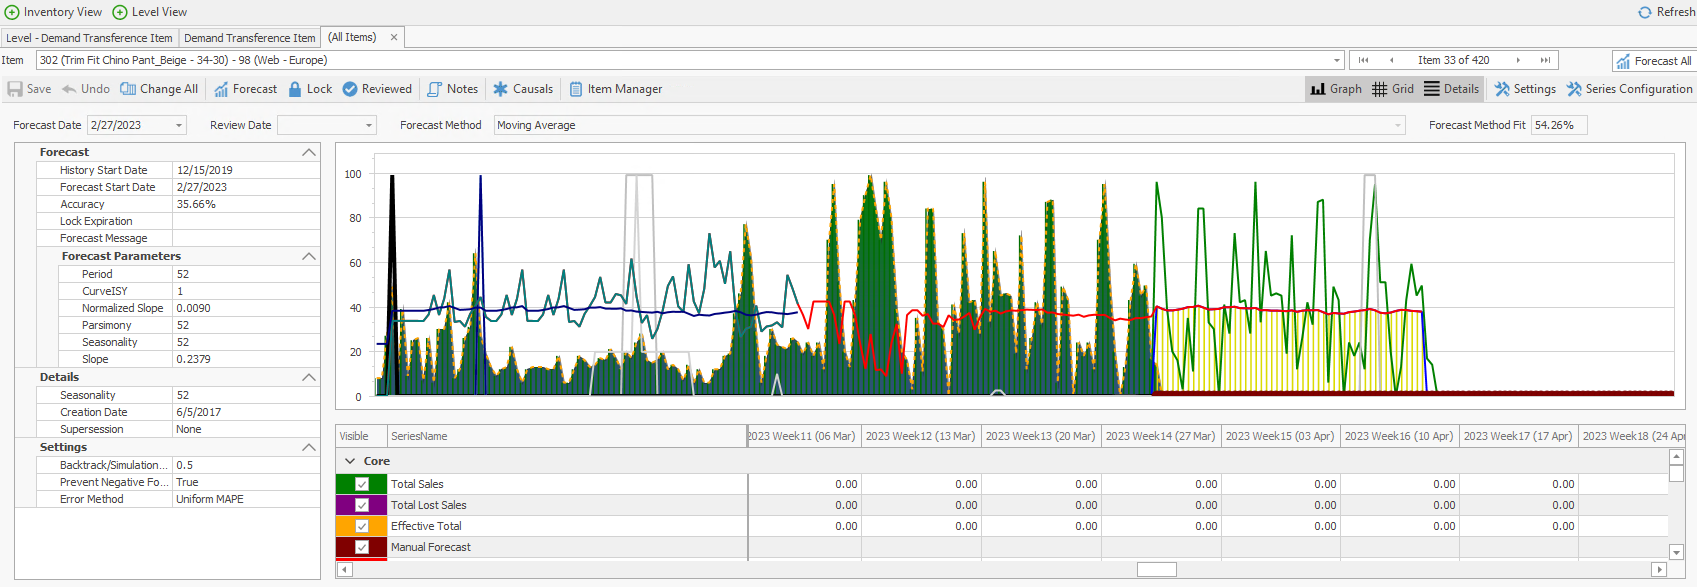 Inventory View Level View Refresh
Level - Demand Transference Item Demand Transference Item (All Items)
Item 302 (Trim Fit Chino Pant_Beige - 34-30) - 98 (Web - Europe) Item 33 of 420 Forecast All
Save Undo Change All Forecast Lock Reviewed Notes Causals Item Manager Graph Grid Details Settings Series Configuration
Forecast Date 2/27/2023 Review Date Forecast Method Moving Average Forecast Method Fit 54.26%
Forecast
History Start Date 12/15/2019
Forecast Start Date 2/27/2023
Accuracy 35.66%
Lock Expiration
Forecast Message
Forecast Parameters
Period 52
CurveISY 1
Normalized Slope 0.0090
Parsimony 52
Seasonality 52
Slope 0.2379
Details
Seasonality 52
Creation Date 6/5/2017
Supersession None
Settings
Backtrack/Simulation... 0.5
Prevent Negative Fo... True
Error Method Uniform MAPE
100
80
60
40
20
0
Visible SeriesName 2023 Week11 (06 Mar) 2023 Week12 (13 Mar) 2023 Week13 (20 Mar) 2023 Week14 (27 Mar) 2023 Week15 (03 Apr) 2023 Week16 (10 Apr) 2023 Week17 (17 Apr) 2023 Week18 (24 Apr
Core
Total Sales 0.00 0.00 0.00 0.00 0.00 0.00 0.00
Total Lost Sales 0.00 0.00 0.00 0.00 0.00 0.00 0.00
Effective Total 0.00 0.00 0.00 0.00 0.00 0.00 0.00
Manual Forecast